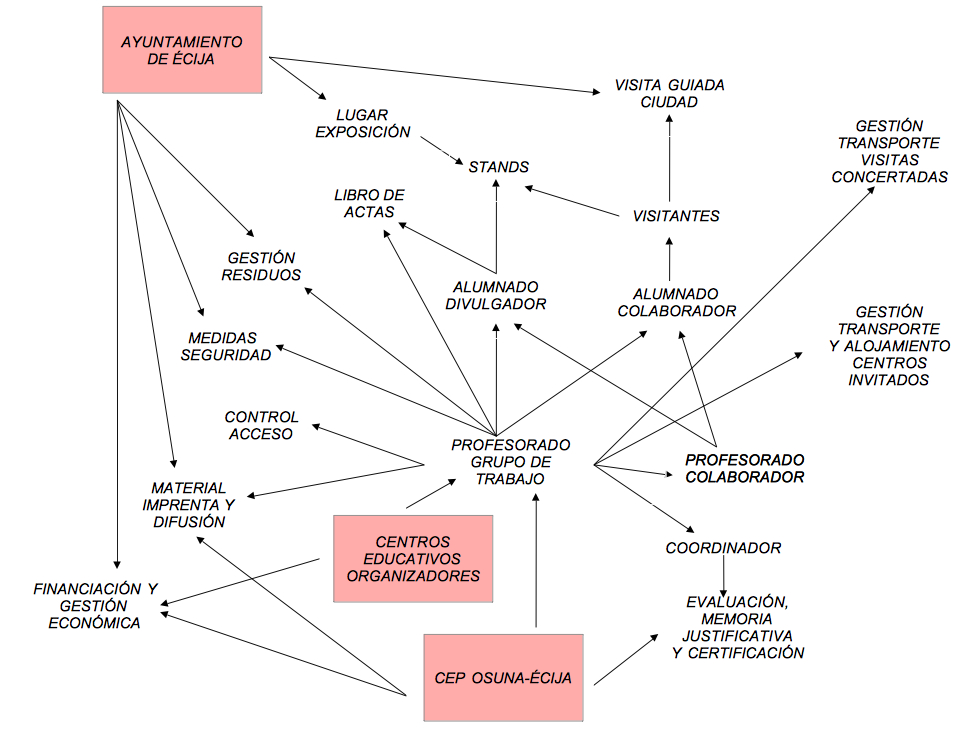 AYUNTAMIENTO
DE ÉCIJA
VISITA GUIADA
CIUDAD
LUGAR
EXPOSICIÓN
GESTIÓN
TRANSPORTE
VISITAS
CONCERTADAS
STANDS
LIBRO DE
ACTAS
VISITANTES
GESTIÓN
RESIDUOS
ALUMNADO
DIVULGADOR
ALUMNADO
COLABORADOR
GESTIÓN
TRANSPORTE
Y ALOJAMIENTO
CENTROS
INVITADOS
MEDIDAS
SEGURIDAD
CONTROL
ACCESO
PROFESORADO
GRUPO DE
TRABAJO
PROFESORADO
COLABORADOR
MATERIAL
IMPRENTA Y
DIFUSIÓN
CENTROS
EDUCATIVOS
ORGANIZADORES
COORDINADOR
FINANCIACIÓN Y
GESTIÓN
ECONÓMICA
EVALUACIÓN,
MEMORIA
JUSTIFICATIVA
Y CERTIFICACIÓN
CEP OSUNA-ÉCIJA